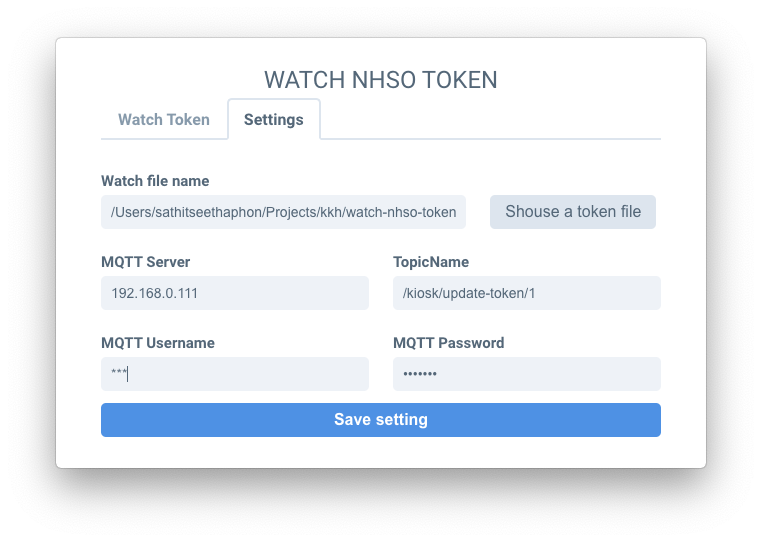 WATCH NHSO TOKEN
Watch Token
Settings
Watch file name
/Users/sathitseethaphon/Projects/kkh/watch-nhso-token
Shouse a token file
MQTT Server
TopicName
192.168.0.111
/kiosk/update-token/1
MQTT Username
MQTT Password
***
•••••••
Save setting